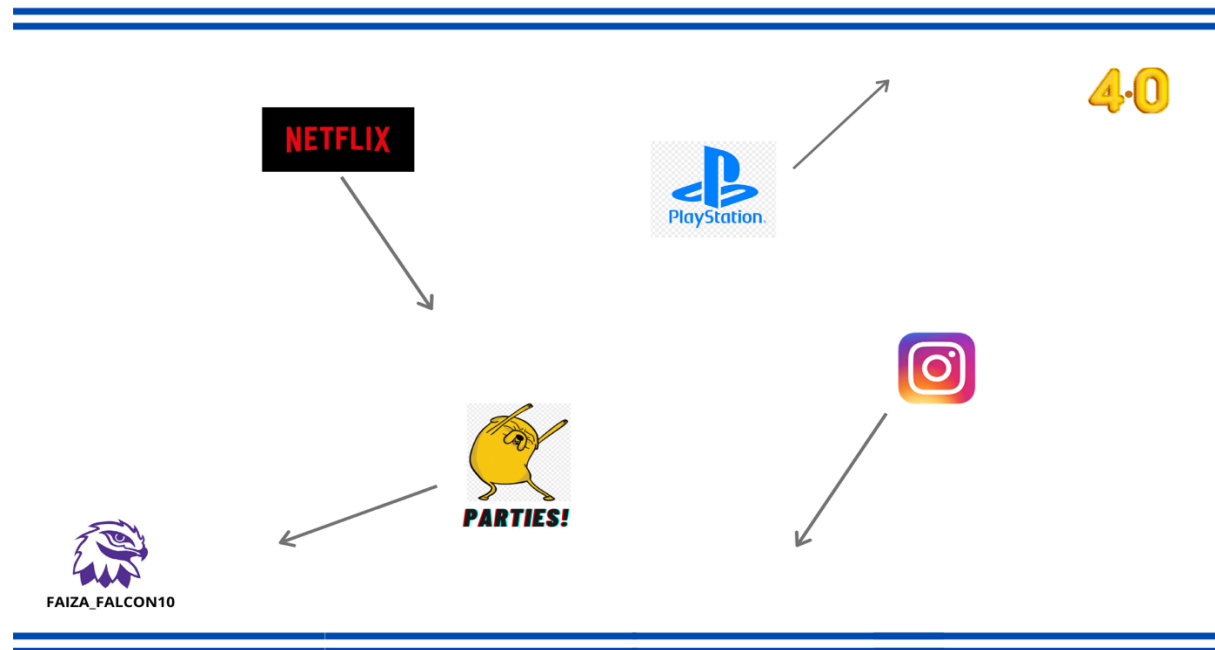 4.0
NETFLIX
PlayStation
PARTIES!
FAIZA_FALCON10